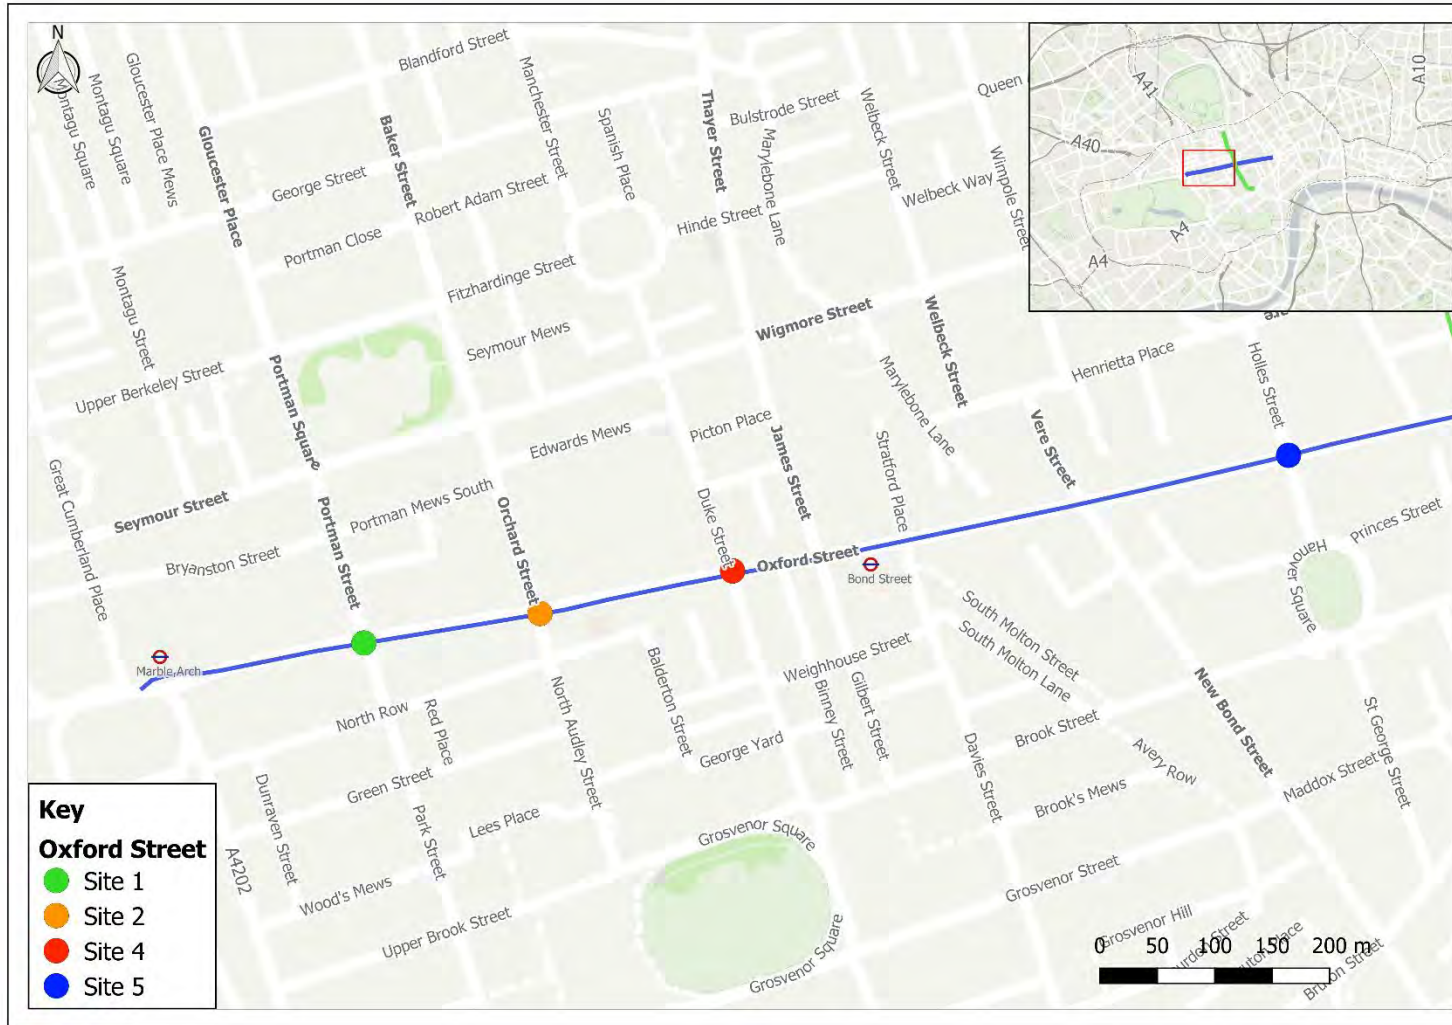 N
Blandford Street
Manchester Street
Gloucester Place Mews
Montagu Square
Montagu Square
Gloucester Place
Baker Street
Spanish Place
Thayer Street
Bulstrode Street
Marylebone Lane
Welbeck Street
Queen
Wimpole Street
A41
A40
A10
A4
A4
George Street
Robert Adam Street
Portman Close
Hinde Street
Welbeck Way
Montagu Street
Fitzhardinge Street
Seymour Mews
Wigmore Street
Welbeck Street
Marylebone Lane
Henrietta Place
Holles Street
Upper Berkeley Street
Portman Square
Edwards Mews
Picton Place
James Street
Stratford Place
Vere Street
Great Cumberland Place
Seymour Street
Portman Mews South
Portman Street
Orchard Street
Duke Street
Bryanston Street
Oxford Street
Bond Street
Princes Street
Hanover Square
Marble Arch
South Molton Street
South Molton Lane
Weighhouse Street
Balderton Street
Binney Street
Gilbert Street
North Row
Red Place
North Audley Street
George Yard
Davies Street
Brook Street
New Bond Street
Avery Row
St George Street
Maddox Street
Green Street
Dunraven Street
Park Street
Lees Place
Grosvenor Square
Brook's Mews
A4202
Wood's Mews
Upper Brook Street
Grosvenor Street
Grosvenor Hill
Grosvenor Square
Bruton Street
0 50 100 150 200 m
Key
Oxford Street
Site 1
Site 2
Site 4
Site 5